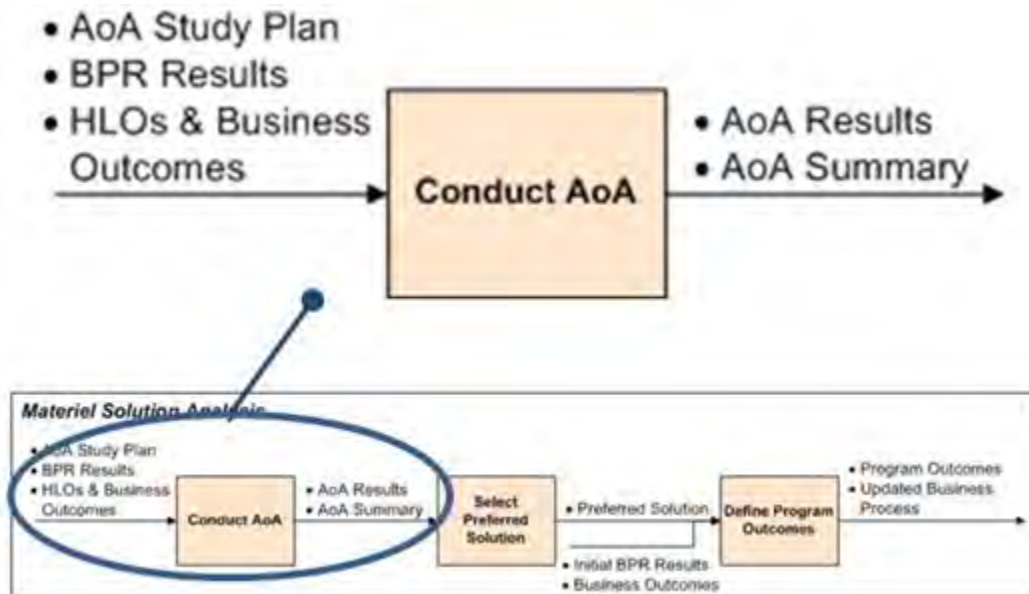 • AoA Study Plan
• BPR Results
• HLOs & Business
Outcomes
Conduct AoA
• AoA Results
• AoA Summary
Materiel Solution Analysis
• AoA Study Plan
• BPR Results
• HLOs & Business
Outcomes
Conduct AoA
• AoA Results
• AoA Summary
Select
Preferred
Solution
• Preferred Solution
• Initial BPR Results
• Business Outcomes
Define Program
Outcomes
• Program Outcomes
• Updated Business
Process